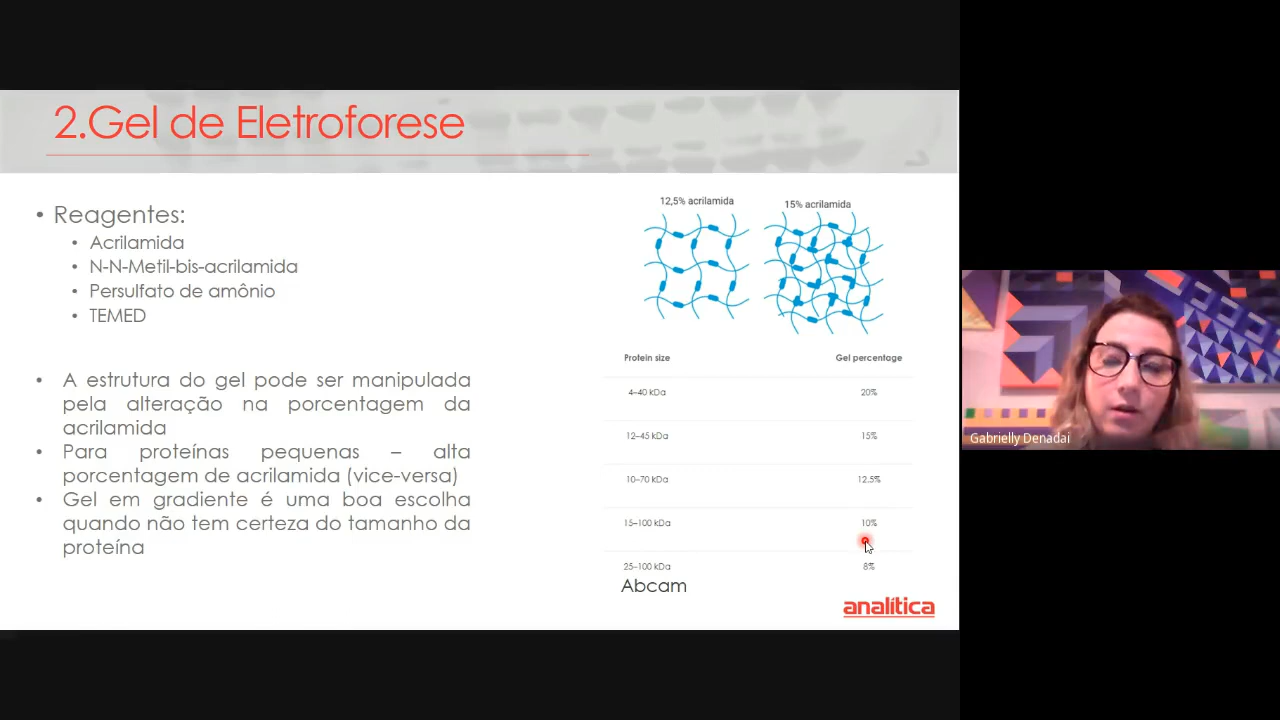 2.Gel de Eletroforese
• Reagentes:
• Acrilamida
• N-N-Metil-bis-acrilamida
• Persulfato de amônio
• TEMED
• A estrutura do gel pode ser manipulada
pela alteração na porcentagem da
acrilamida
• Para proteínas pequenas – alta
porcentagem de acrilamida (vice-versa)
• Gel em gradiente é uma boa escolha
quando não tem certeza do tamanho da
proteína
12,5% acrilamida 15% acrilamida
Protein size Gel percentage
4–40 kDa 20%
12–45 kDa 15%
10–70 kDa 12.5%
15–100 kDa 10%
25–100 kDa 8%
Abcam
analítica
Gabrielly Denadai